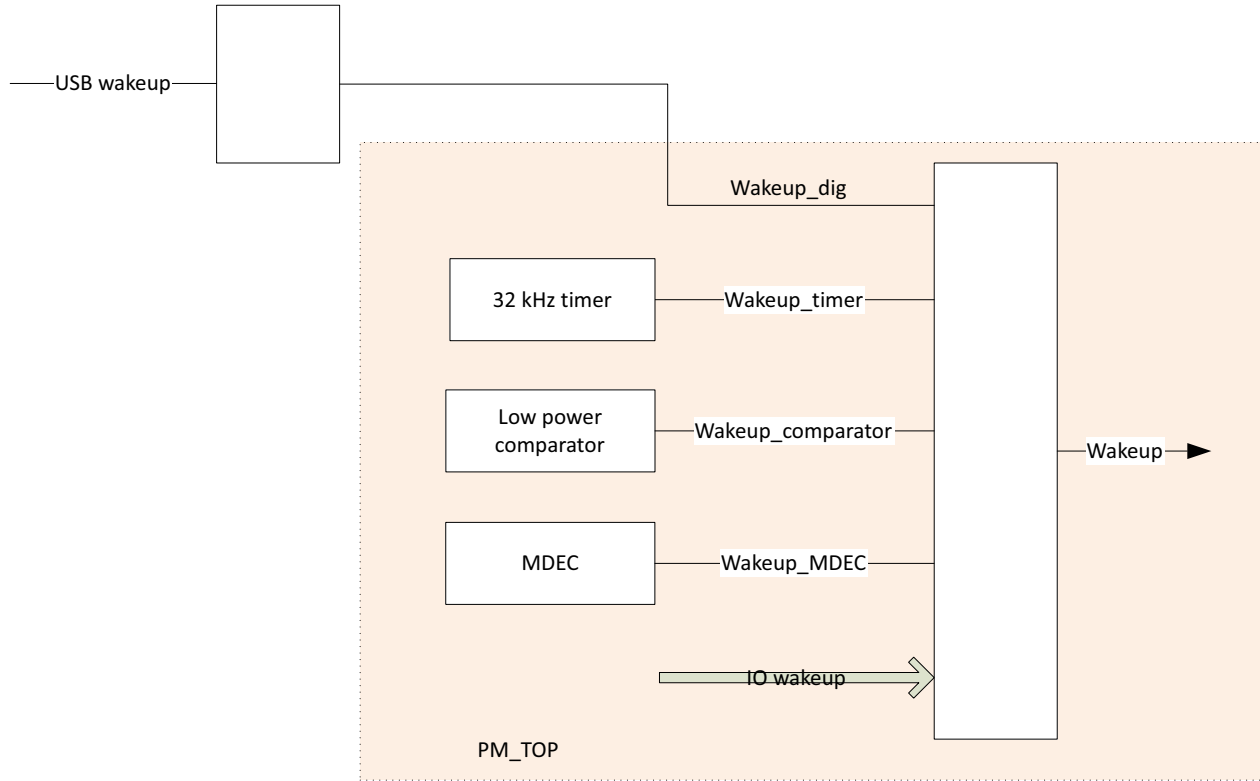 USB wakeup
Wakeup_dig
32 kHz timer
Wakeup_timer
Low power
comparator
Wakeup_comparator
Wakeup
MDEC
Wakeup_MDEC
IO wakeup
PM_TOP